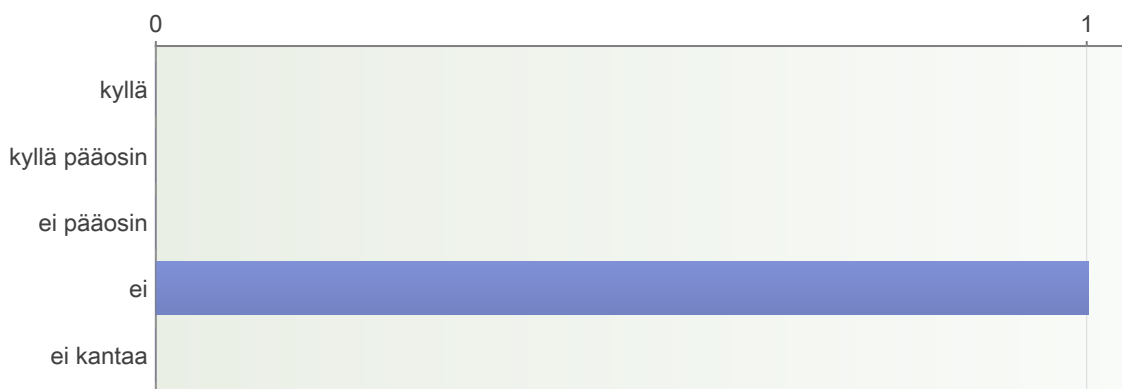 0 1
kyllä
kyllä pääosin
ei pääosin
ei
ei kantaa